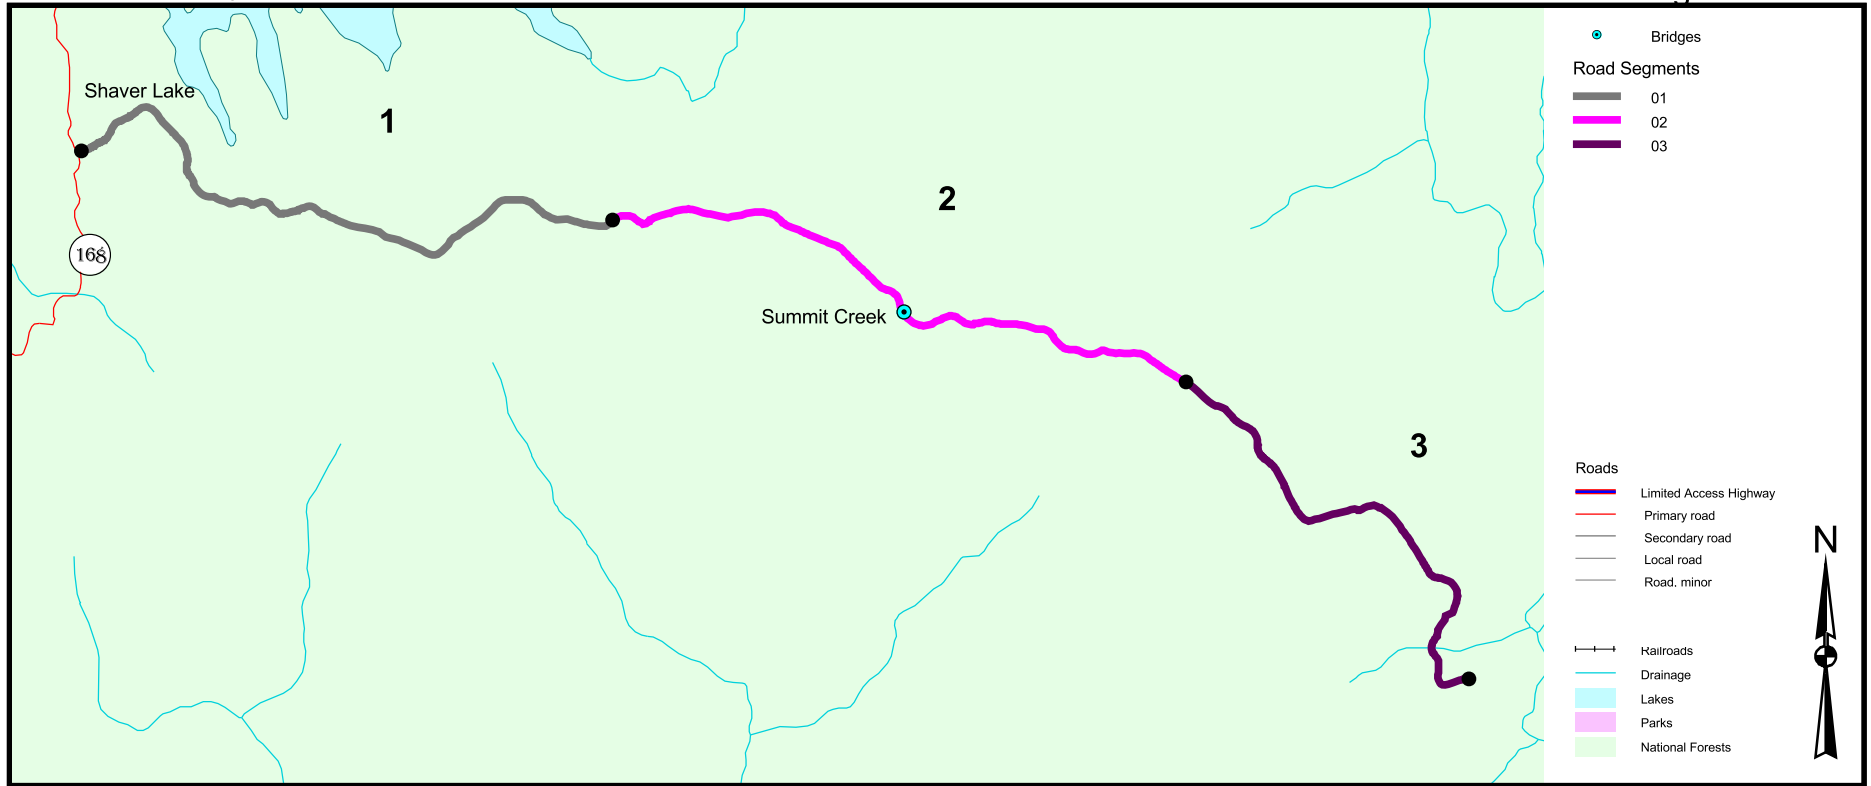 Shaver Lake
1
2
168
Summit Creek
3
Bridges
Road Segments
01
02
03
Roads
Limited Access Highway
Primary road
Secondary road
Local road
Road, minor
N
Railroads
Drainage
Lakes
Parks
National Forests